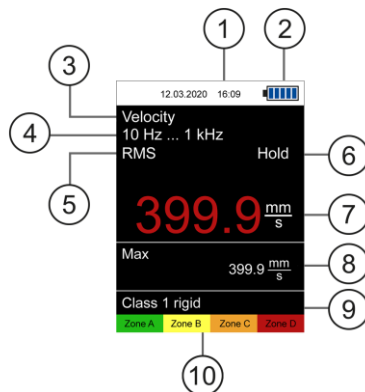 1 2
12.03.2020 16:09
3 Velocity
4 10 Hz ... 1 kHz
5 RMS Hold 6
399.9 mm/s 7
Max
399.9 mm/s 8
Class 1 rigid 9
Zone A Zone B Zone C Zone D
10